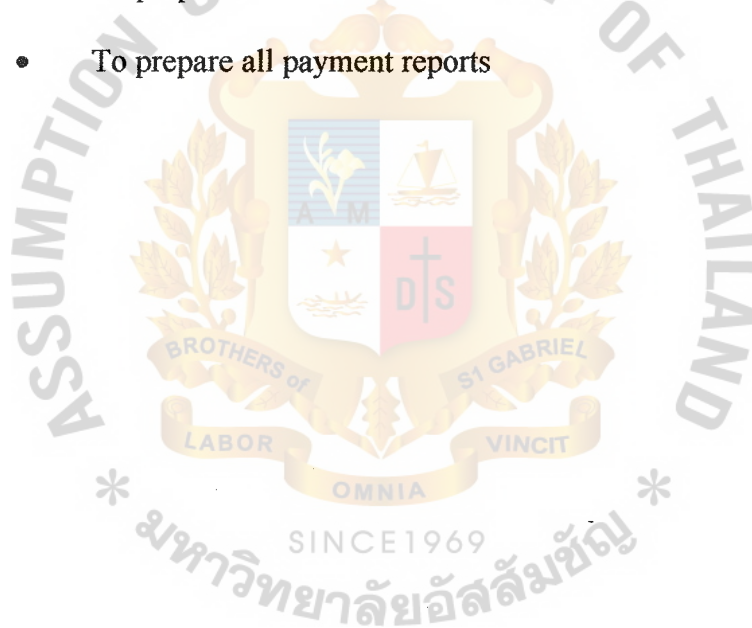 • To prepare all payment reports
ASSUMPTION
OF THAILAND
A M
D S
BROTHERS of
S1 GABRIEL
LABOR
VINCIT
OMNIA
* *
SINCE1969
มหาวิทยาลัยอัสสัมชัญ